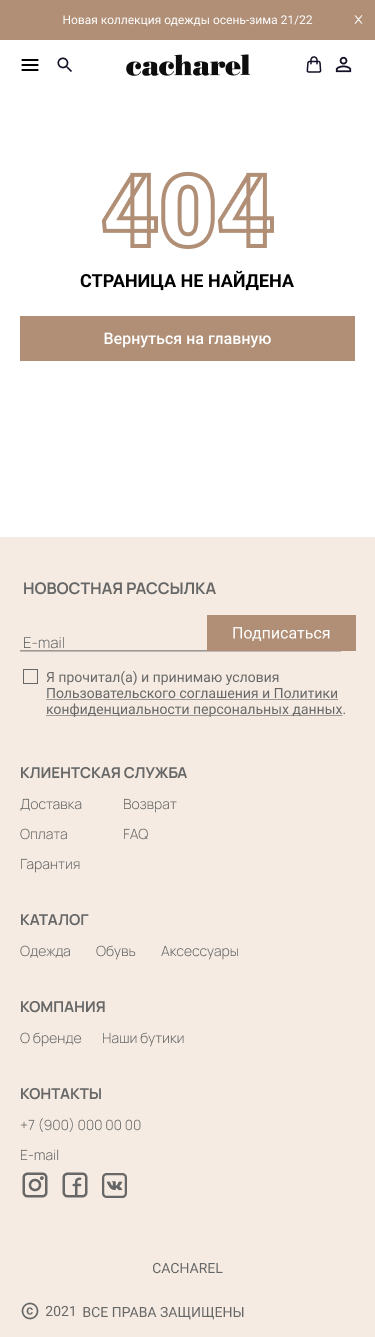 Новая коллекция одежды осень-зима 21/22 X
cacharel
404
СТРАНИЦА НЕ НАЙДЕНА
Вернуться на главную
НОВОСТНАЯ РАССЫЛКА
E-mail Подписаться
Я прочитал(а) и принимаю условия
Пользовательского соглашения и Политики
конфиденциальности персональных данных.
КЛИЕНТСКАЯ СЛУЖБА
Доставка Возврат
Оплата FAQ
Гарантия
КАТАЛОГ
Одежда Обувь Аксессуары
КОМПАНИЯ
О бренде Наши бутики
КОНТАКТЫ
+7 (900) 000 00 00
E-mail
CACHAREL
© 2021 ВСЕ ПРАВА ЗАЩИЩЕНЫ